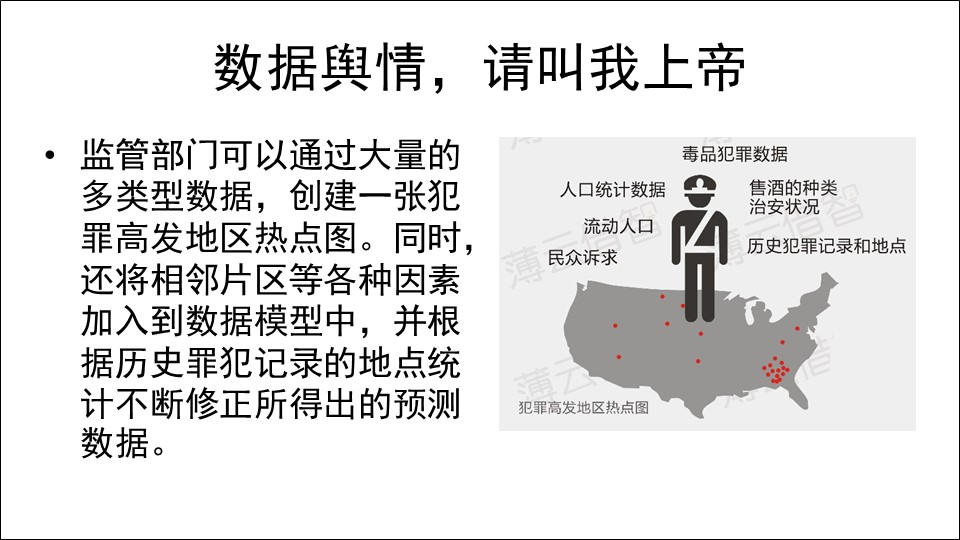 数据舆情，请叫我上帝
• 监管部门可以通过大量的
多类型数据，创建一张犯
罪高发地区热点图。同时，
还将相邻片区等各种因素
加入到数据模型中，并根
据历史罪犯记录的地点统
计不断修正所得出的预测
数据。
毒品犯罪数据
人口统计数据
售酒的种类
治安状况
流动人口
历史犯罪记录和地点
民众诉求
犯罪高发地区热点图
薄云信智
薄云信智